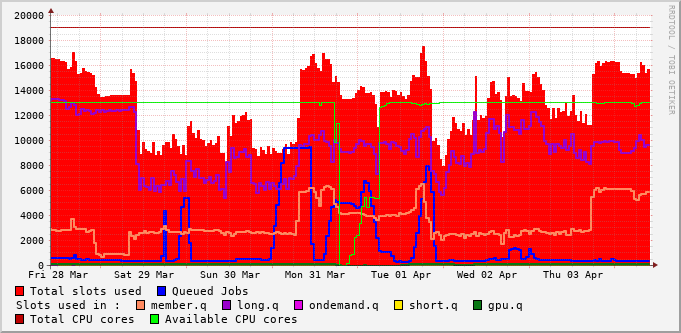 20000
18000
16000
14000
12000
10000
8000
6000
4000
2000
0
Fri 28 Mar Sat 29 Mar Sun 30 Mar Mon 31 Mar Tue 01 Apr Wed 02 Apr Thu 03 Apr
Total slots used Queued Jobs
Slots used in : member.q long.q ondemand.q short.q gpu.q
Total CPU cores Available CPU cores
RRDTOOL / TOBI OETIKER